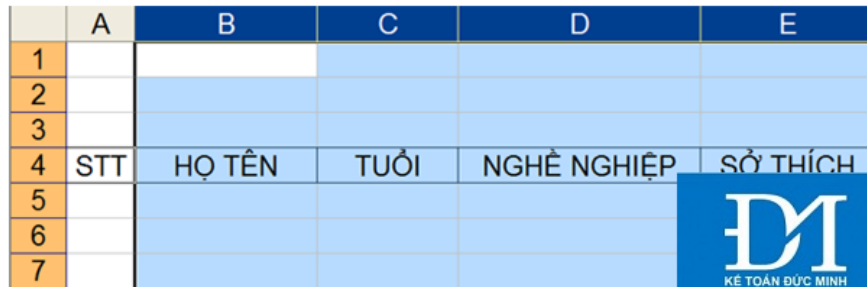 A B C D E
1
2
3
4 STT HỌ TÊN TUỔI NGHỀ NGHIỆP SỞ THÍCH
5
6
7
ĐM
KẾ TOÁN ĐỨC MINH